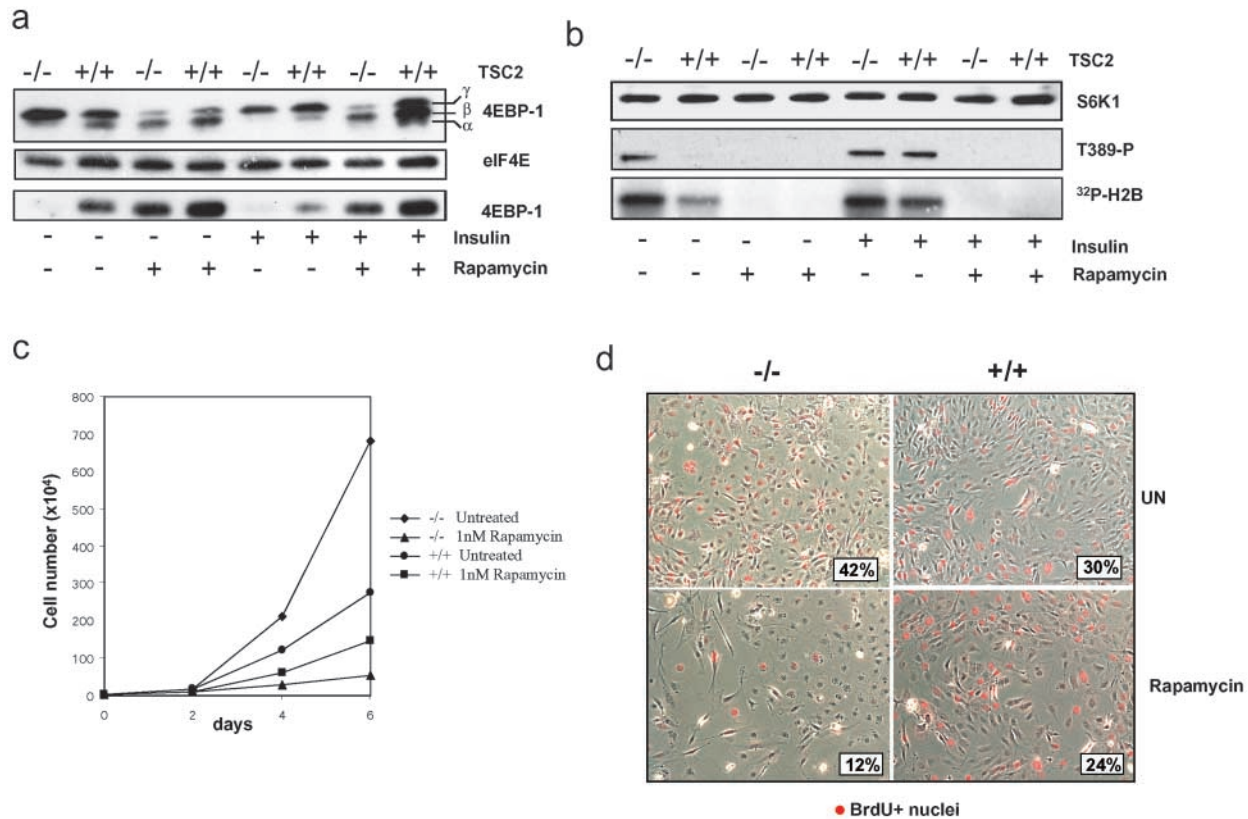 a
-/- +/+ -/- +/+ -/- +/+ -/- +/+ TSC2
γ
4EBP-1 β
α
eIF4E
4EBP-1
- - - - + + + + Insulin
- - + + - - + + Rapamycin
b
-/- +/+ -/- +/+ -/- +/+ -/- +/+ TSC2
S6K1
T389-P
³²P-H2B
- - - - + + + + Insulin
- - + + - - + + Rapamycin
c
800
700
600
500
400
300
200
100
0
Cell number (x10⁴)
0 2 4 6
days
-/- Untreated
-/- 1nM Rapamycin
+/+ Untreated
+/+ 1nM Rapamycin
d
-/- +/+
UN
42% 30%
Rapamycin
12% 24%
BrdU+ nuclei